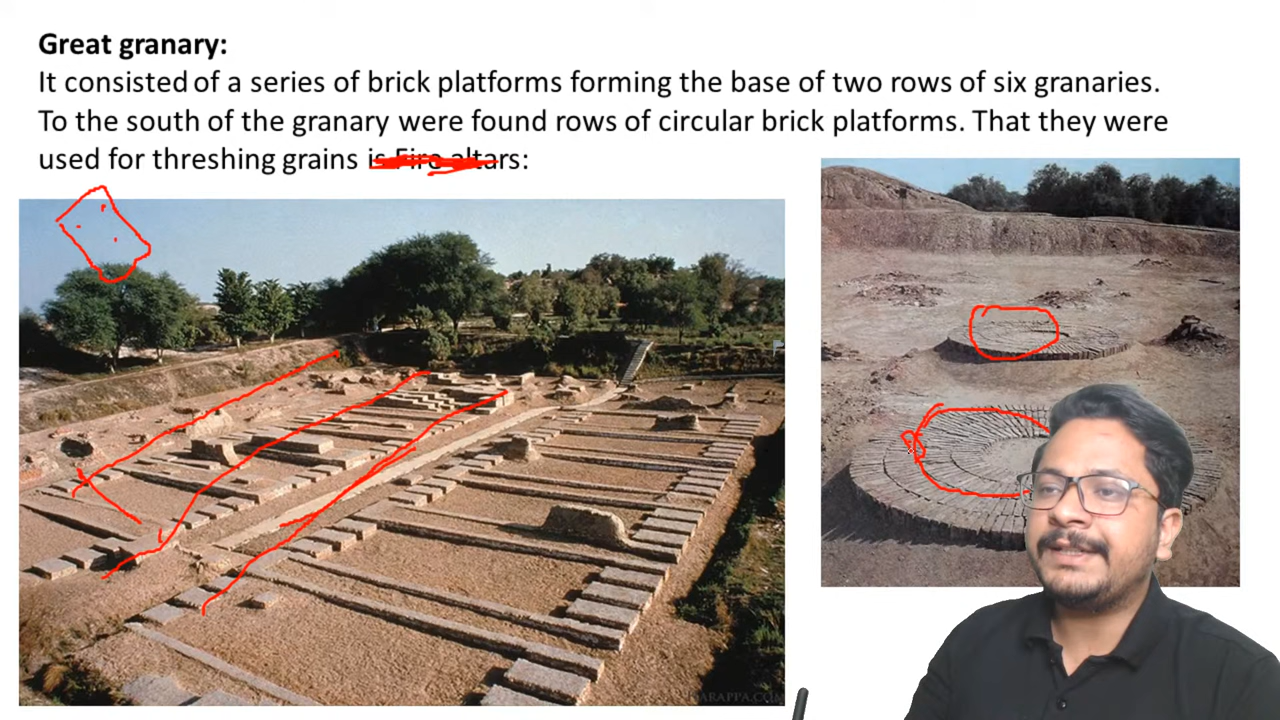 Great granary:
It consisted of a series of brick platforms forming the base of two rows of six granaries.
To the south of the granary were found rows of circular brick platforms. That they were
used for threshing grains is Fire altars:
HARAPPA.COM